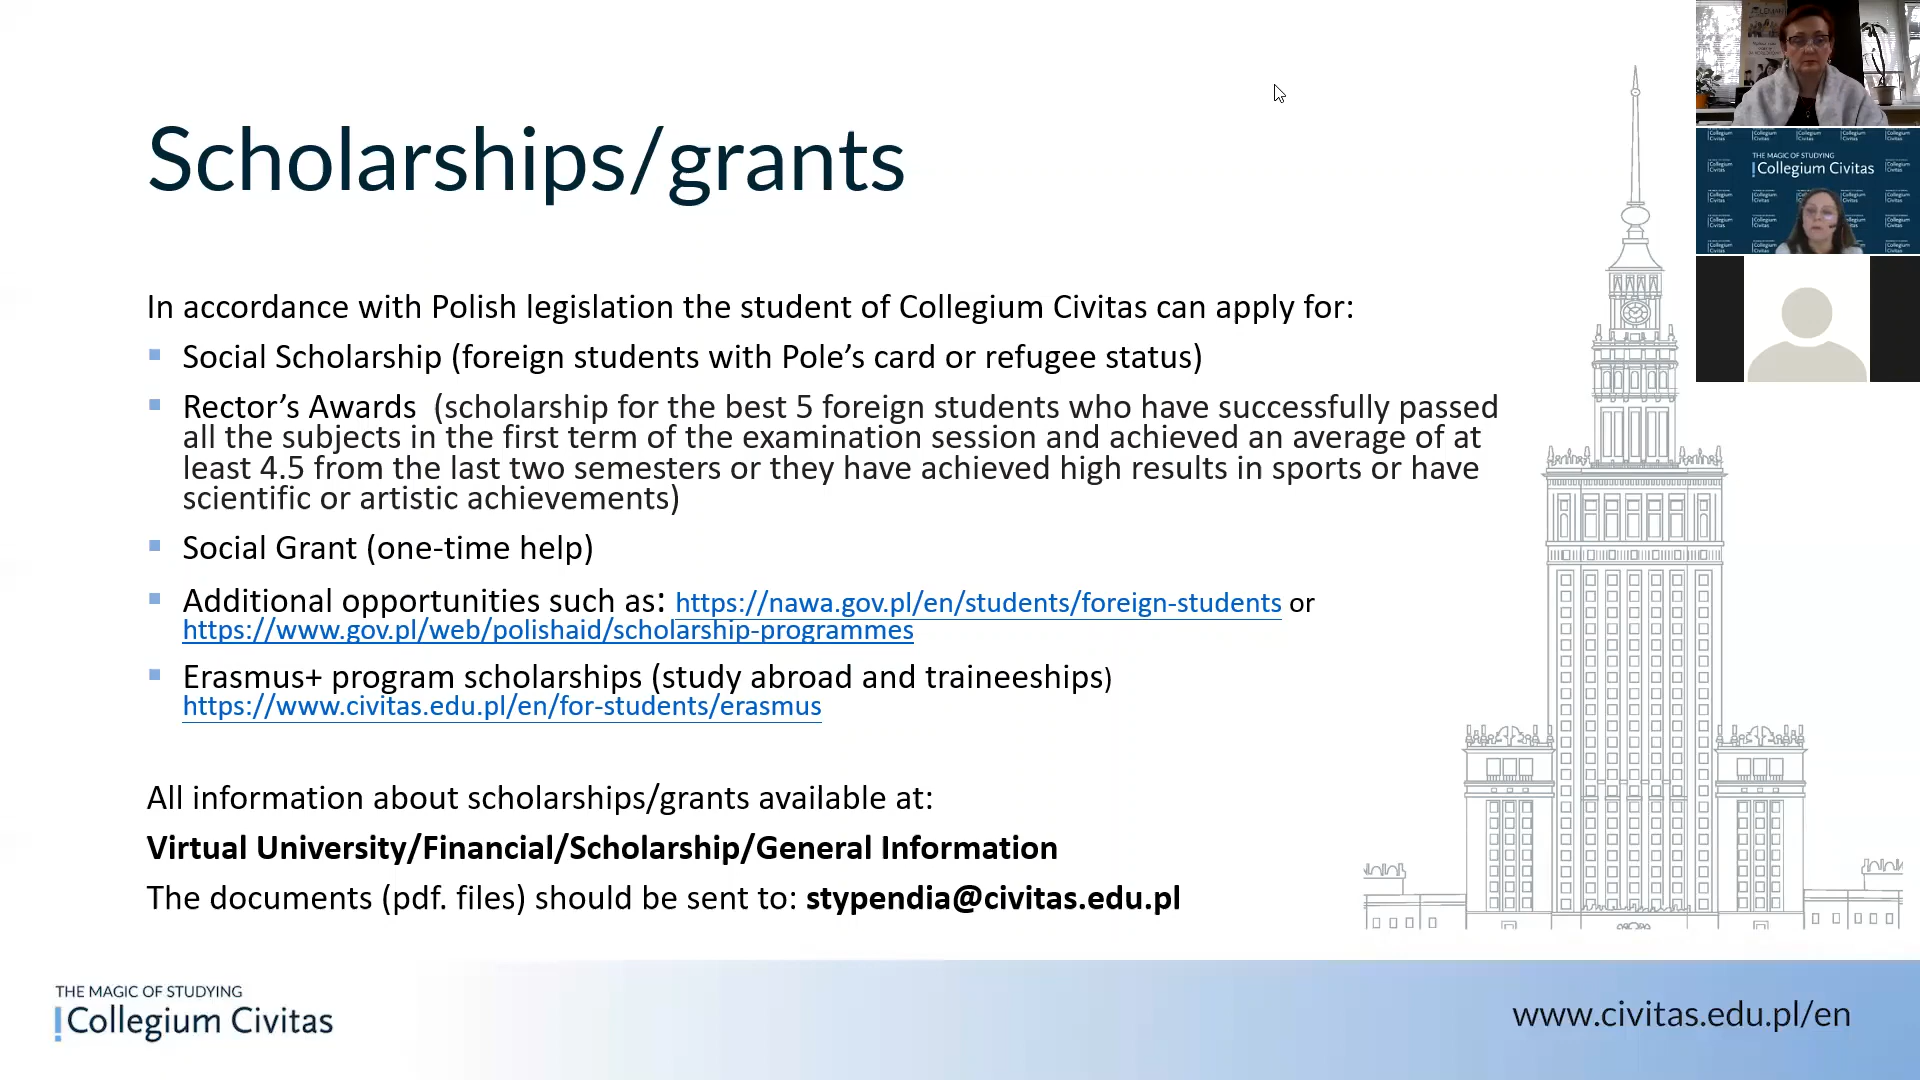 Scholarships/grants
In accordance with Polish legislation the student of Collegium Civitas can apply for:
Social Scholarship (foreign students with Pole’s card or refugee status)
Rector’s Awards (scholarship for the best 5 foreign students who have successfully passed
all the subjects in the first term of the examination session and achieved an average of at
least 4.5 from the last two semesters or they have achieved high results in sports or have
scientific or artistic achievements)
Social Grant (one-time help)
Additional opportunities such as: https://nawa.gov.pl/en/students/foreign-students or
https://www.gov.pl/web/polishaid/scholarship-programmes
Erasmus+ program scholarships (study abroad and traineeships)
https://www.civitas.edu.pl/en/for-students/erasmus
All information about scholarships/grants available at:
Virtual University/Financial/Scholarship/General Information
The documents (pdf. files) should be sent to: stypendia@civitas.edu.pl
THE MAGIC OF STUDYING
Collegium Civitas
www.civitas.edu.pl/en
THE MAGIC OF STUDYING
Collegium Civitas